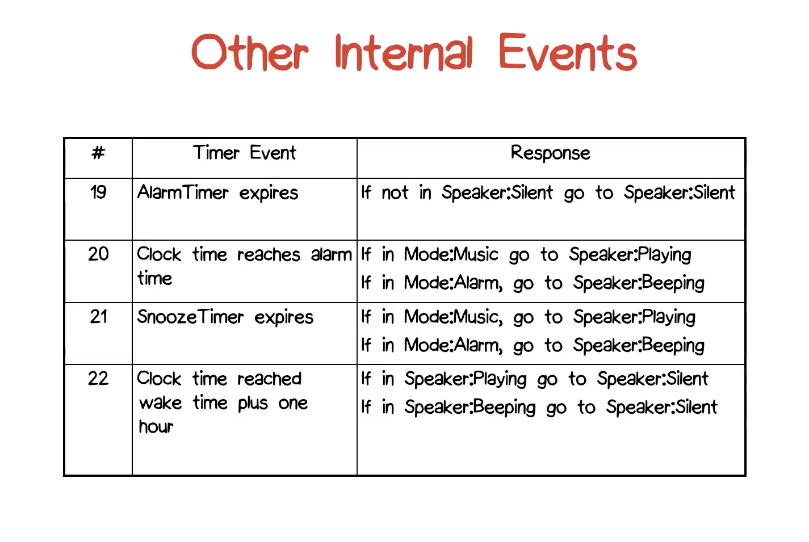 Other Internal Events
# Timer Event Response
19 AlarmTimer expires If not in Speaker:Silent go to Speaker:Silent
20 Clock time reaches alarm If in Mode:Music go to Speaker:Playing
time If in Mode:Alarm, go to Speaker:Beeping
21 SnoozeTimer expires If in Mode:Music, go to Speaker:Playing
If in Mode:Alarm, go to Speaker:Beeping
22 Clock time reached If in Speaker:Playing go to Speaker:Silent
wake time plus one If in Speaker:Beeping go to Speaker:Silent
hour